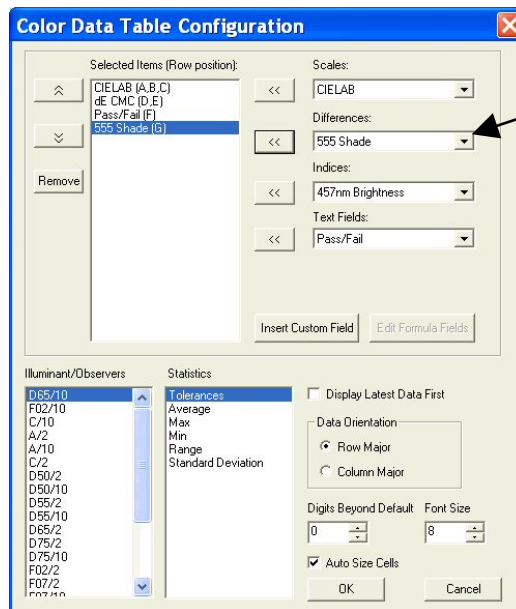 Color Data Table Configuration
Selected Items (Row position):
CIELAB (A,B,C)
dE CMC (D,E)
Pass/Fail (F)
555 Shade (G)
Remove
Scales:
<<
CIELAB
Differences:
<<
555 Shade
Indices:
<<
457nm Brightness
Text Fields:
<<
Pass/Fail
Insert Custom Field
Edit Formula Fields
Illuminant/Observers
D65/10
F02/10
C/10
A/2
A/10
C/2
D50/2
D50/10
D55/2
D55/10
D65/2
D75/2
D75/10
F02/2
F07/2
F07/10
Statistics
Tolerances
Average
Max
Min
Range
Standard Deviation
Display Latest Data First
Data Orientation
Row Major
Column Major
Digits Beyond Default
Font Size
0
8
Auto Size Cells
OK
Cancel